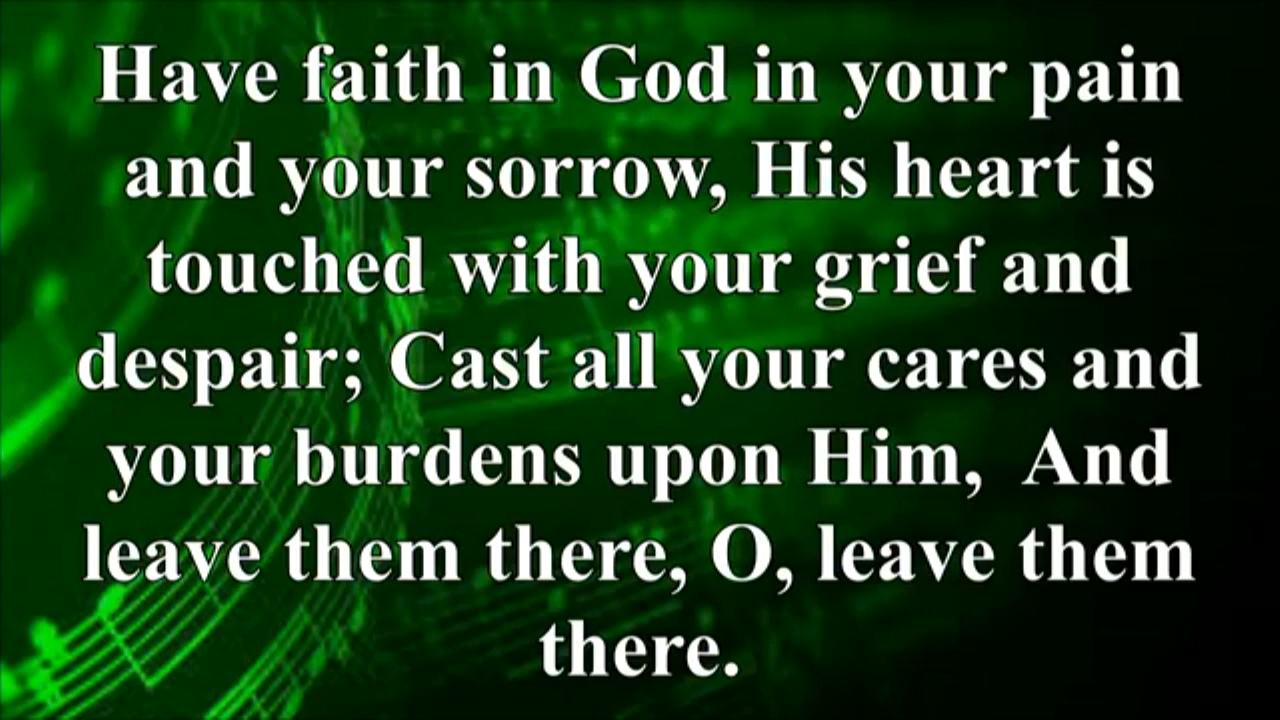 Have faith in God in your pain
and your sorrow, His heart is
touched with your grief and
despair; Cast all your cares and
your burdens upon Him,  And
leave them there, O, leave them
there.